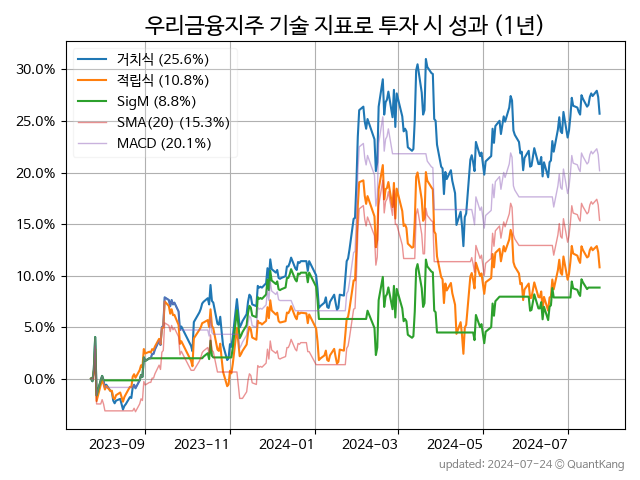 우리금융지주 기술 지표로 투자 시 성과 (1년)
거치식 (25.6%)
적립식 (10.8%)
SigM (8.8%)
SMA(20) (15.3%)
MACD (20.1%)
30.0%
25.0%
20.0%
15.0%
10.0%
5.0%
0.0%
2023-09 2023-11 2024-01 2024-03 2024-05 2024-07
updated: 2024-07-24 @ QuantKang